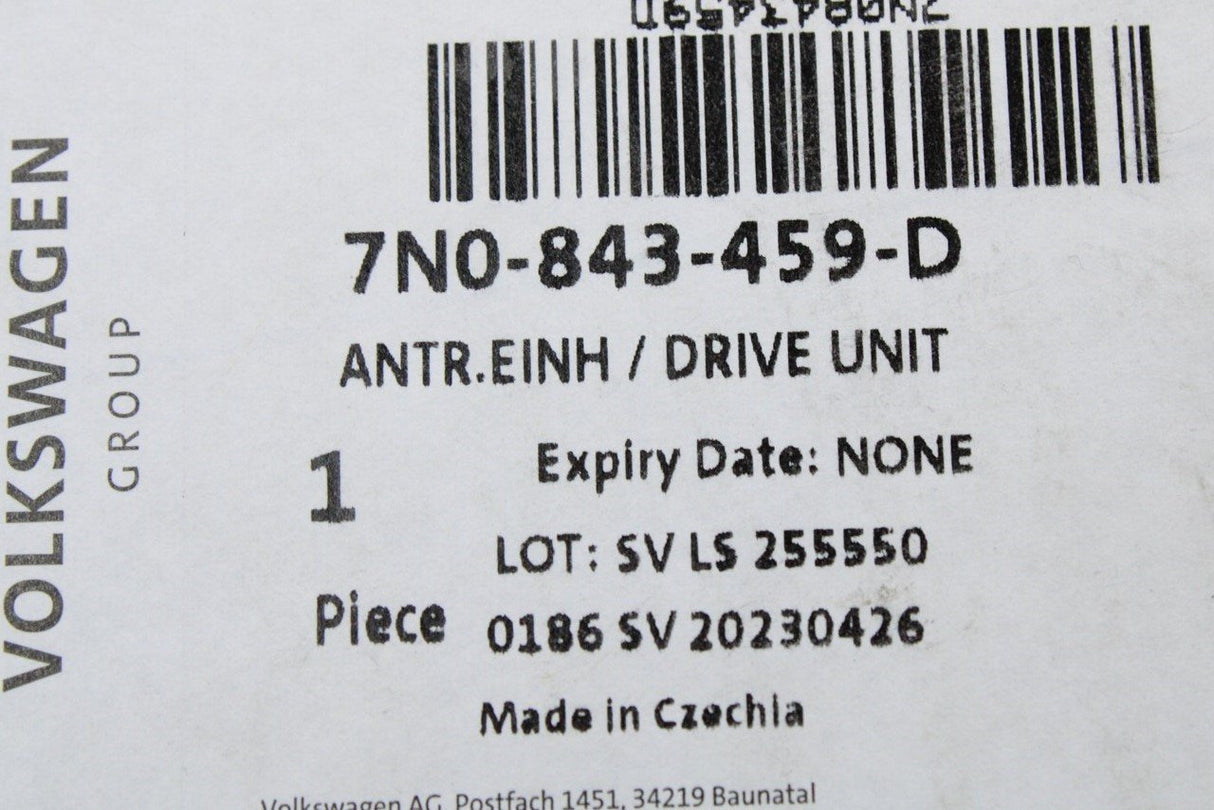 7N0843459D
7N0-843-459-D
ANTR.EINH / DRIVE UNIT
1
Piece
Expiry Date: NONE
LOT: SV LS 255550
0186 SV 20230426
Made in Czechia
Volkswagen AG, Postfach 1451, 34219 Baunatal
VOLKSWAGEN
GROUP